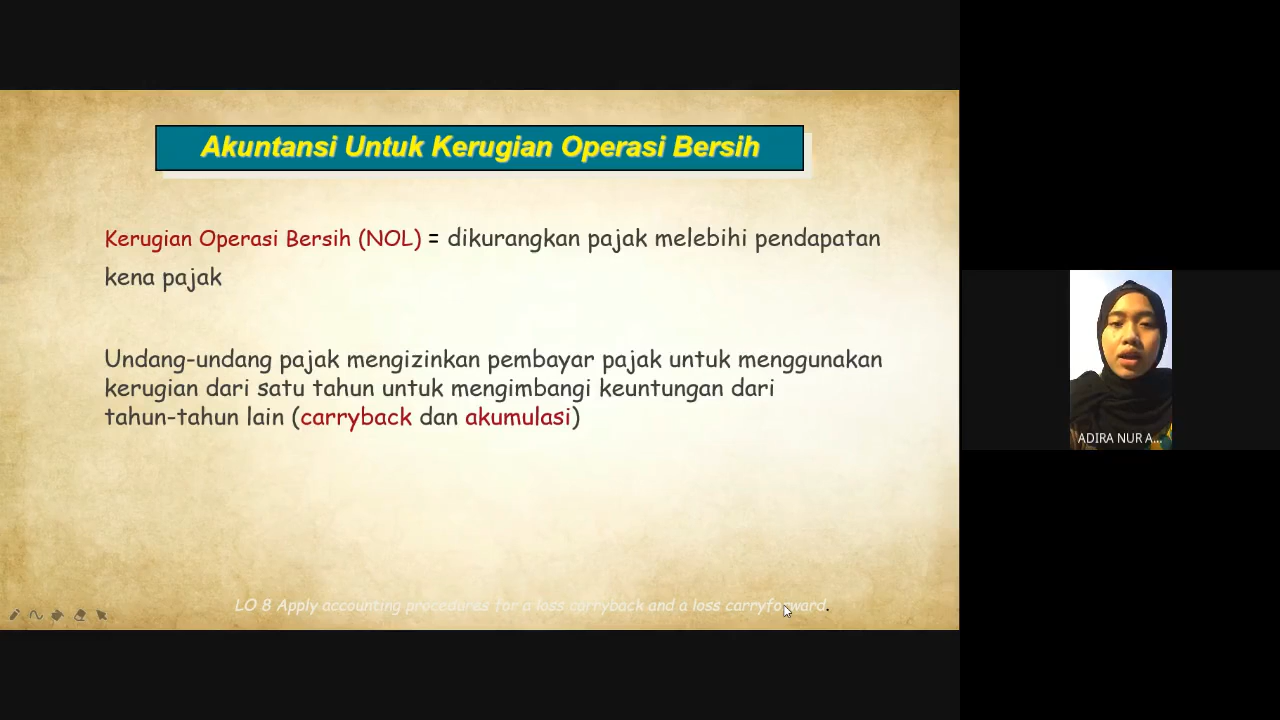 Akuntansi Untuk Kerugian Operasi Bersih
Kerugian Operasi Bersih (NOL) = dikurangkan pajak melebihi pendapatan
kena pajak
Undang-undang pajak mengizinkan pembayar pajak untuk menggunakan
kerugian dari satu tahun untuk mengimbangi keuntungan dari
tahun-tahun lain (carryback dan akumulasi)
LO 8 Apply accounting procedures for a loss carryback and a loss carryforward.
ADIRA NUR A...